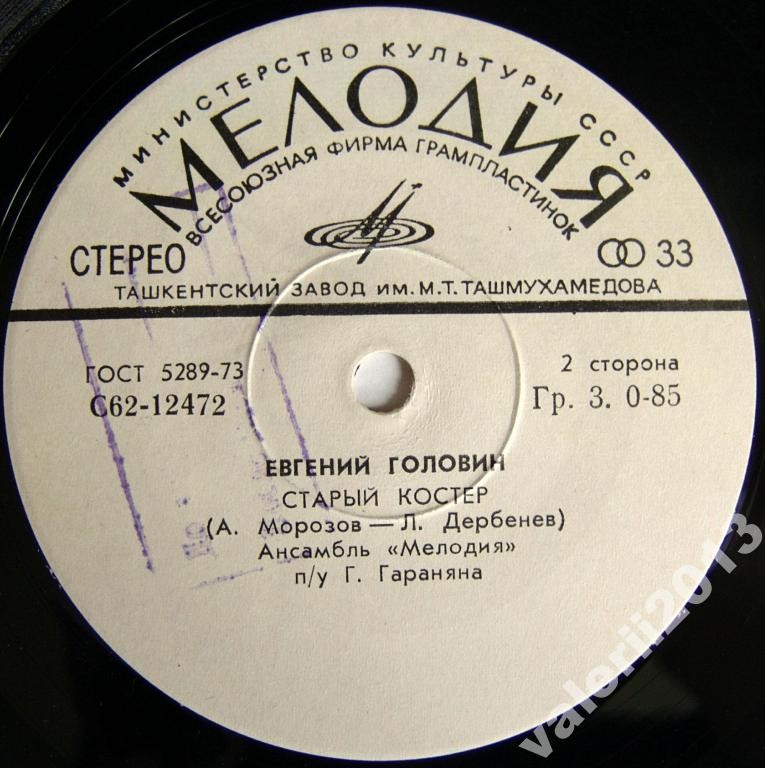 МИНИСТЕРСТВО КУЛЬТУРЫ СССР
МЕЛОДИЯ
ВСЕСОЮЗНАЯ ФИРМА ГРАМПЛАСТИНОК
СТЕРЕО 33
ТАШКЕНТСКИЙ ЗАВОД ИМ. М.Т. ТАШМУХАМЕДОВА
ГОСТ 5289-73 2 сторона
С62-12472 Гр. 3. 0-85
ЕВГЕНИЙ ГОЛОВИН
СТАРЫЙ КОСТЕР
(А. Морозов — Л. Дербенев)
Ансамбль «Мелодия»
п/у Г. Гараняна
valerii2013